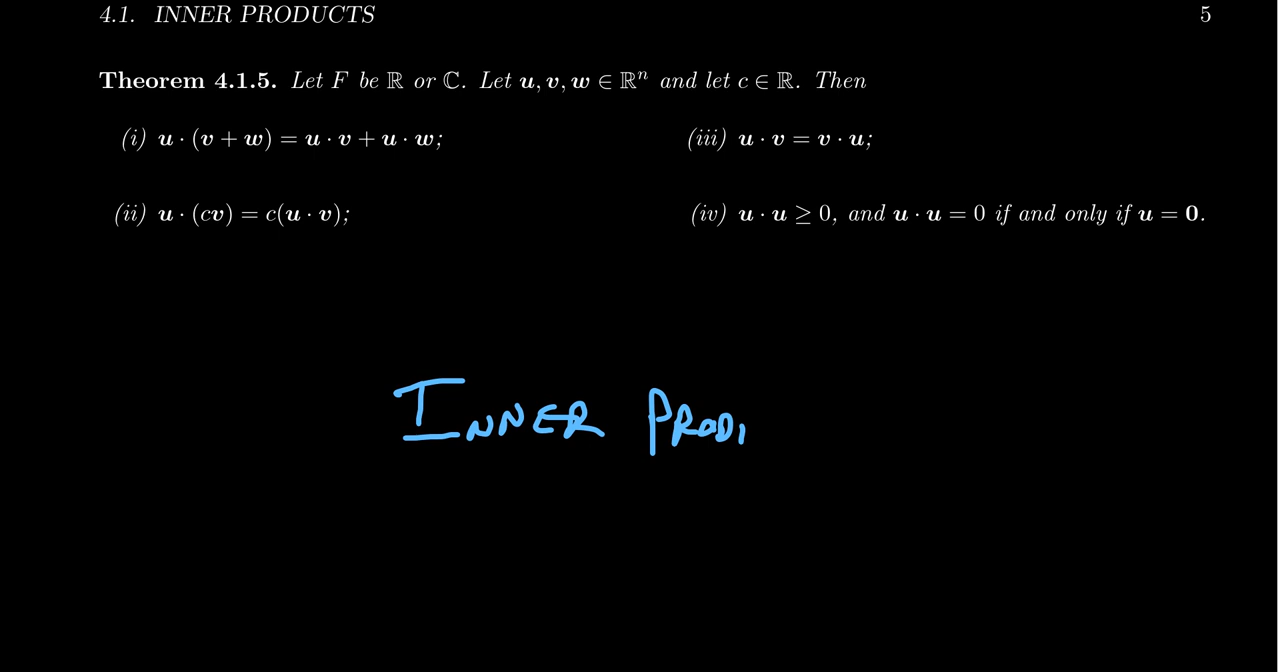 4.1. INNER PRODUCTS 5
Theorem 4.1.5. Let F be ℝ or ℂ. Let u, v, w ∈ ℝⁿ and let c ∈ ℝ. Then
(i) u · (v + w) = u · v + u · w; (iii) u · v = v · u;
(ii) u · (cv) = c(u · v); (iv) u · u ≥ 0, and u · u = 0 if and only if u = 0.
INNER PROD